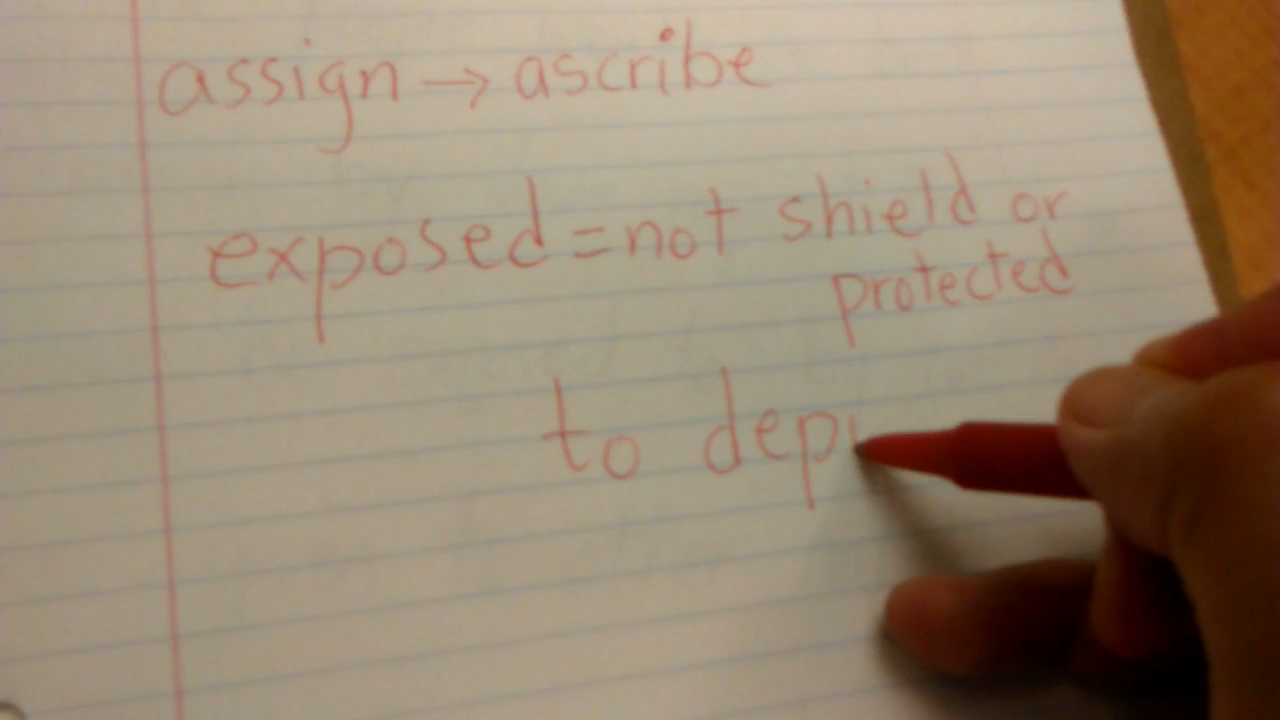 assign → ascribe
exposed = not shield or
protected
to dep